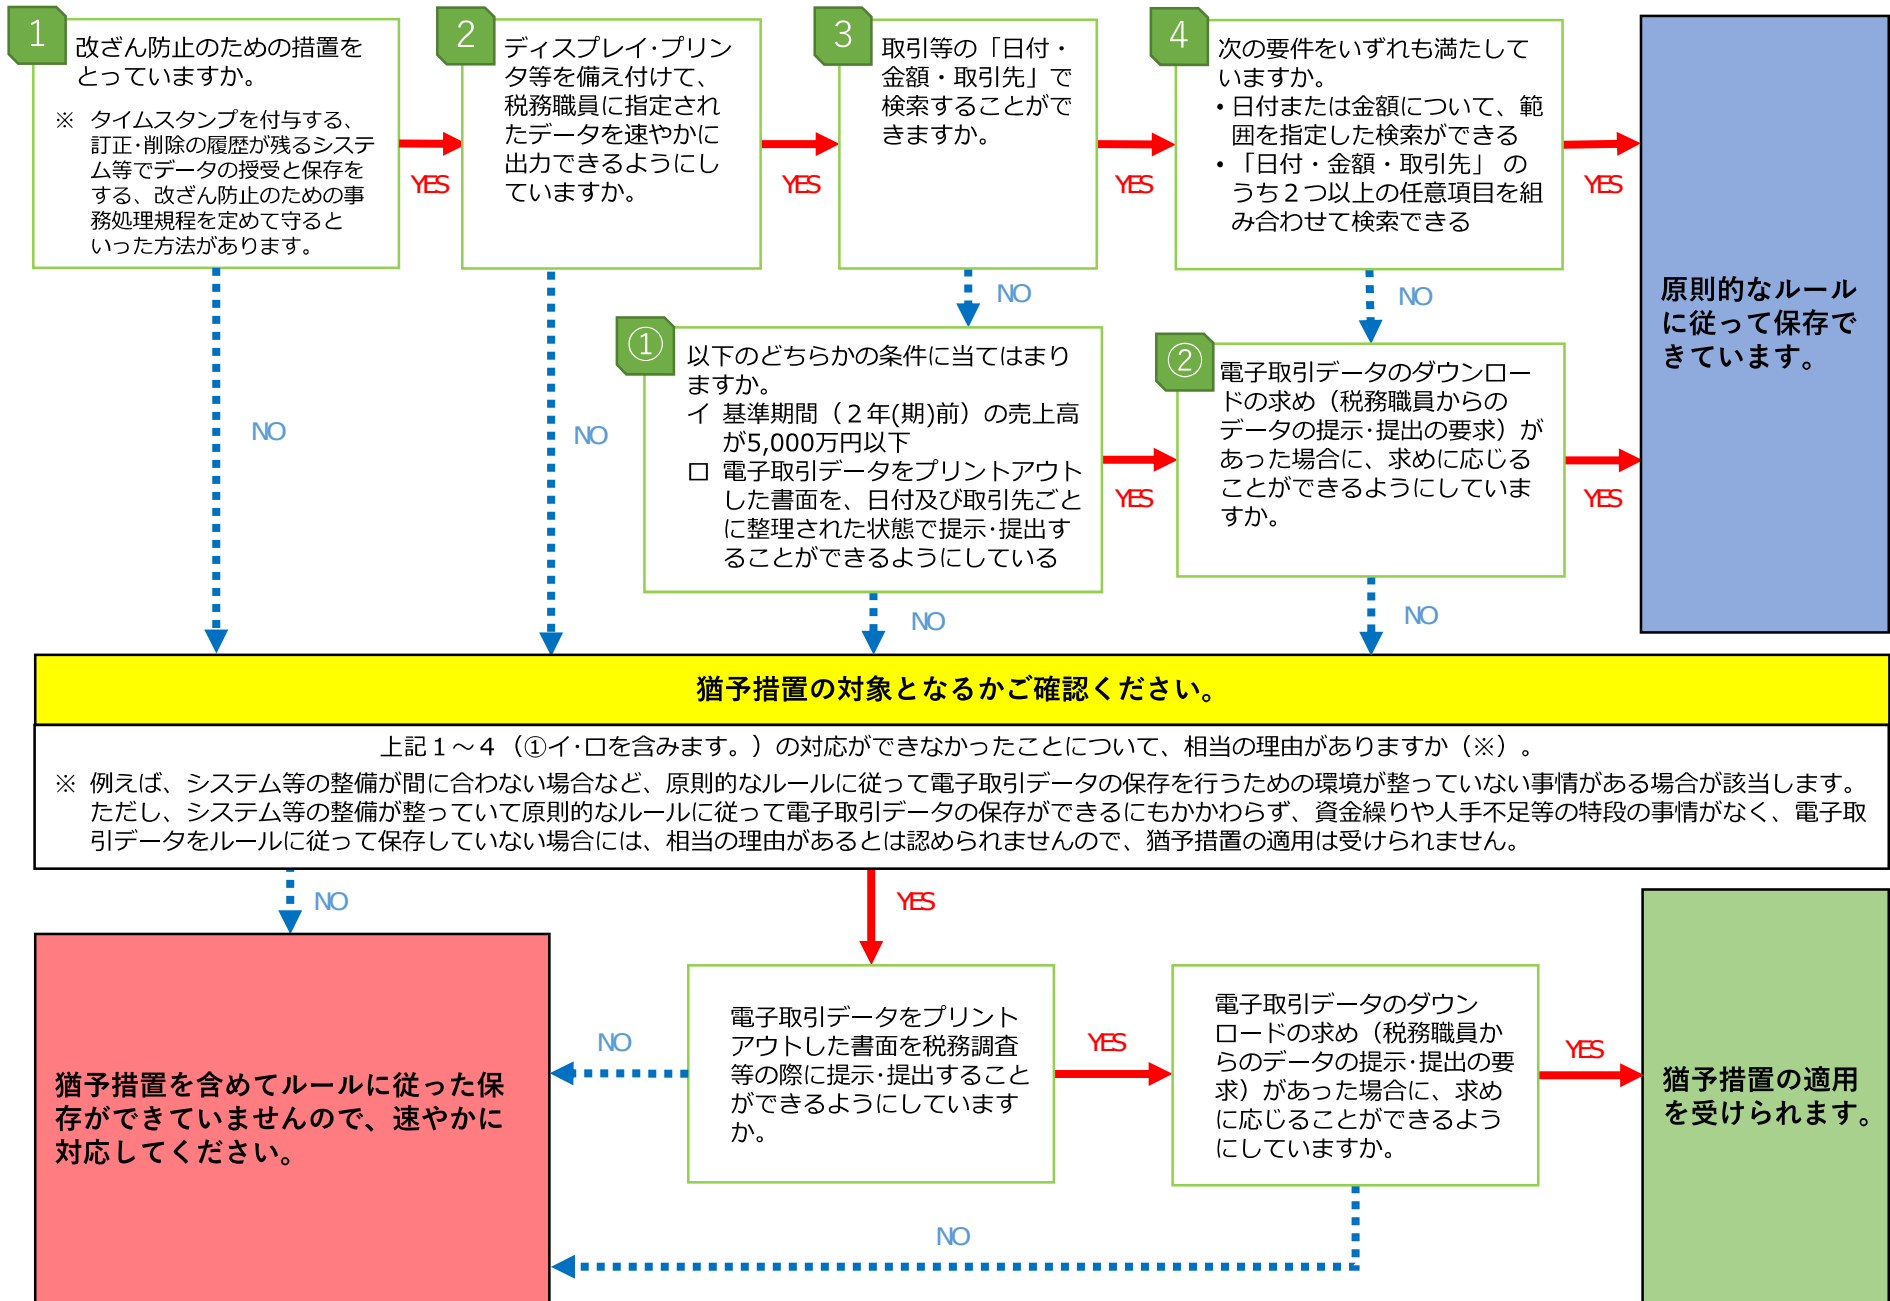 1
改ざん防止のための措置を
とっていますか。
※ タイムスタンプを付与する、
訂正･削除の履歴が残るシステ
ム等でデータの授受と保存を
する、改ざん防止のための事
務処理規程を定めて守ると
いった方法があります。
YES
2
ディスプレイ･プリン
タ等を備え付けて、
税務職員に指定され
たデータを速やかに
出力できるようにし
ていますか。
YES
3
取引等の「日付・
金額・取引先」で
検索することがで
きますか。
YES
4
次の要件をいずれも満たして
いますか。
• 日付または金額について、範
囲を指定した検索ができる
• 「日付・金額・取引先」 の
うち２つ以上の任意項目を組
み合わせて検索できる
YES
原則的なルール
に従って保存で
きています。
NO
NO
NO
NO
①
以下のどちらかの条件に当てはまり
ますか。
イ 基準期間（２年(期)前）の売上高
が5,000万円以下
ロ 電子取引データをプリントアウト
した書面を、日付及び取引先ごと
に整理された状態で提示･提出す
ることができるようにしている
YES
②
電子取引データのダウンロー
ドの求め（税務職員からの
データの提示･提出の要求）が
あった場合に、求めに応じる
ことができるようにしていま
すか。
YES
NO
NO
猶予措置の対象となるかご確認ください。
上記１～４（①イ･ロを含みます。）の対応ができなかったことについて、相当の理由がありますか（※）。
※ 例えば、システム等の整備が間に合わない場合など、原則的なルールに従って電子取引データの保存を行うための環境が整っていない事情がある場合が該当します。
ただし、システム等の整備が整っていて原則的なルールに従って電子取引データの保存ができるにもかかわらず、資金繰りや人手不足等の特段の事情がなく、電子取
引データをルールに従って保存していない場合には、相当の理由があるとは認められませんので、猶予措置の適用は受けられません。
NO
YES
猶予措置を含めてルールに従った保
存ができていませんので、速やかに
対応してください。
NO
電子取引データをプリント
アウトした書面を税務調査
等の際に提示･提出すること
ができるようにしています
か。
YES
電子取引データのダウン
ロードの求め（税務職員か
らのデータの提示･提出の要
求）があった場合に、求め
に応じることができるよう
にしていますか。
YES
猶予措置の適用
を受けられます。
NO